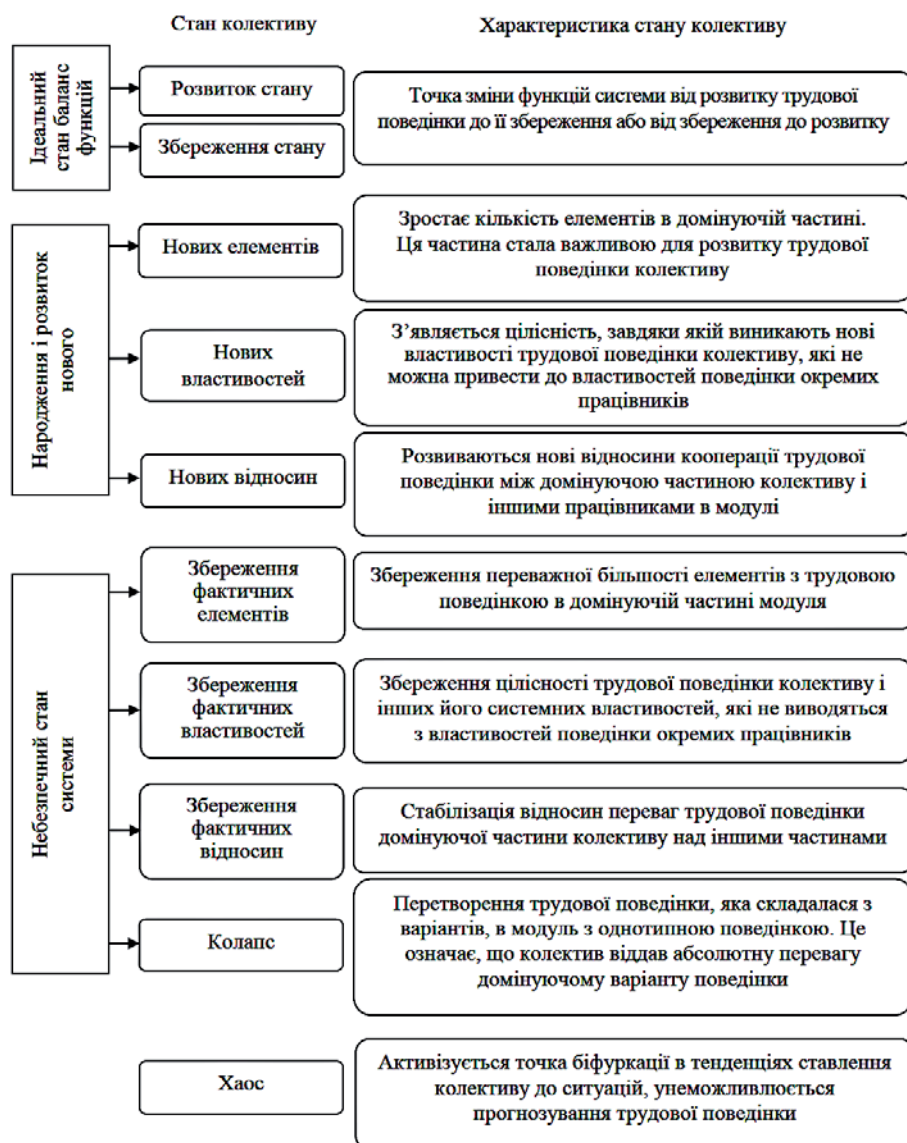 Стан колективу
Характеристика стану колективу
Ідеальний
стан баланс
функцій
Розвиток стану
Збереження стану
Точка зміни функцій системи від розвитку трудової
поведінки до її збереження або від збереження до розвитку
Народження і розвиток
нового
Нових елементів
Зростає кількість елементів в домінуючій частині.
Ця частина стала важливою для розвитку трудової
поведінки колективу
Нових
властивостей
З’являється цілісність, завдяки якій виникають нові
властивості трудової поведінки колективу, які не
можна привести до властивостей поведінки окремих
працівників
Нових відносин
Розвиваються нові відносини кооперації трудової
поведінки між домінуючою частиною колективу і
іншими працівниками в модулі
Небезпечний стан
системи
Збереження
фактичних
елементів
Збереження переважної більшості елементів з трудовою
поведінкою в домінуючій частині модуля
Збереження
фактичних
властивостей
Збереження цілісності трудової поведінки колективу і
інших його системних властивостей, які не виводяться
з властивостей поведінки окремих працівників
Збереження
фактичних
відносин
Стабілізація відносин переваг трудової поведінки
домінуючої частини колективу над іншими частинами
Колапс
Перетворення трудової поведінки, яка складалася з
варіантів, в модуль з однотипною поведінкою. Це
означає, що колектив віддав абсолютну перевагу
домінуючому варіанту поведінки
Хаос
Активізується точка біфуркації в тенденціях ставлення
колективу до ситуацій, унеможливлюється
прогнозування трудової поведінки